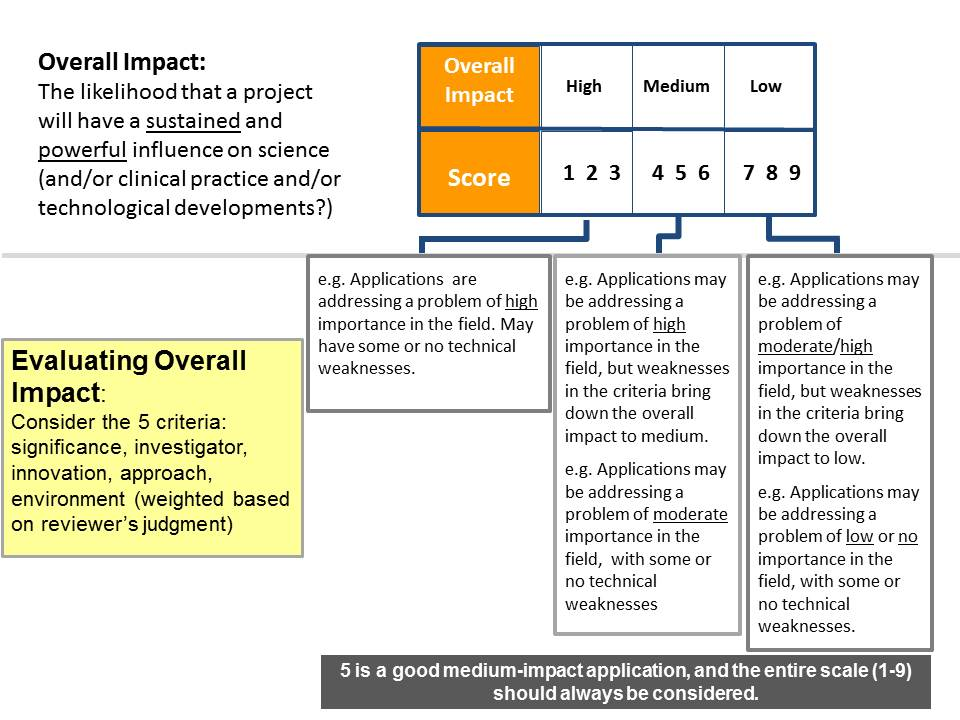 Overall Impact:
The likelihood that a project
will have a sustained and
powerful influence on science
(and/or clinical practice and/or
technological developments?)
Overall
Impact
High
Medium
Low
Score
1 2 3
4 5 6
7 8 9
Evaluating Overall
Impact:
Consider the 5 criteria:
significance, investigator,
innovation, approach,
environment (weighted based
on reviewer's judgment)
e.g. Applications are
addressing a problem of high
importance in the field. May
have some or no technical
weaknesses.
e.g. Applications may
be addressing a
problem of high
importance in the
field, but weaknesses
in the criteria bring
down the overall
impact to medium.
e.g. Applications may
be addressing a
problem of moderate
importance in the
field, with some or
no technical
weaknesses
e.g. Applications may
be addressing a
problem of
moderate/high
importance in the
field, but weaknesses
in the criteria bring
down the overall
impact to low.
e.g. Applications may
be addressing a
problem of low or no
importance in the
field, with some or
no technical
weaknesses.
5 is a good medium-impact application, and the entire scale (1-9)
should always be considered.